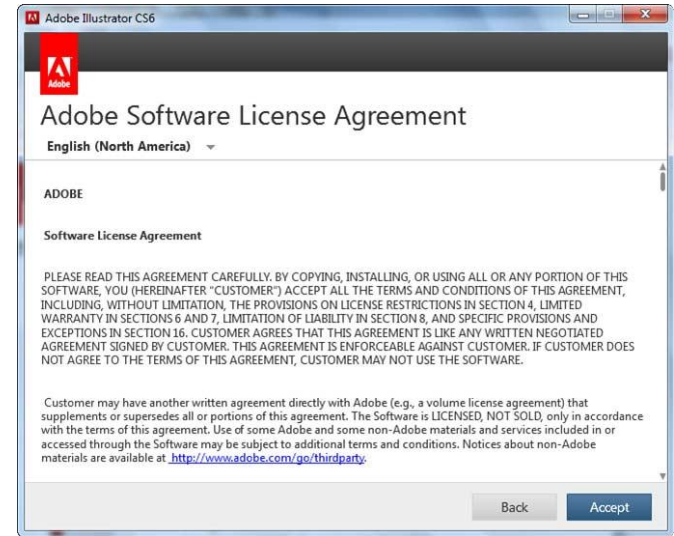 Adobe Illustrator CS6
Adobe
Adobe Software License Agreement
English (North America)
ADOBE
Software License Agreement
PLEASE READ THIS AGREEMENT CAREFULLY. BY COPYING, INSTALLING, OR USING ALL OR ANY PORTION OF THIS
SOFTWARE, YOU (HEREINAFTER "CUSTOMER") ACCEPT ALL THE TERMS AND CONDITIONS OF THIS AGREEMENT,
INCLUDING, WITHOUT LIMITATION, THE PROVISIONS ON LICENSE RESTRICTIONS IN SECTION 4, LIMITED
WARRANTY IN SECTIONS 6 AND 7, LIMITATION OF LIABILITY IN SECTION 8, AND SPECIFIC PROVISIONS AND
EXCEPTIONS IN SECTION 16. CUSTOMER AGREES THAT THIS AGREEMENT IS LIKE ANY WRITTEN NEGOTIATED
AGREEMENT SIGNED BY CUSTOMER. THIS AGREEMENT IS ENFORCEABLE AGAINST CUSTOMER. IF CUSTOMER DOES
NOT AGREE TO THE TERMS OF THIS AGREEMENT, CUSTOMER MAY NOT USE THE SOFTWARE.
Customer may have another written agreement directly with Adobe (e.g., a volume license agreement) that
supplements or supersedes all or portions of this agreement. The Software is LICENSED, NOT SOLD, only in accordance
with the terms of this agreement. Use of some Adobe and some non-Adobe materials and services included in or
accessed through the Software may be subject to additional terms and conditions. Notices about non-Adobe
materials are available at http://www.adobe.com/go/thirdparty.
Back
Accept